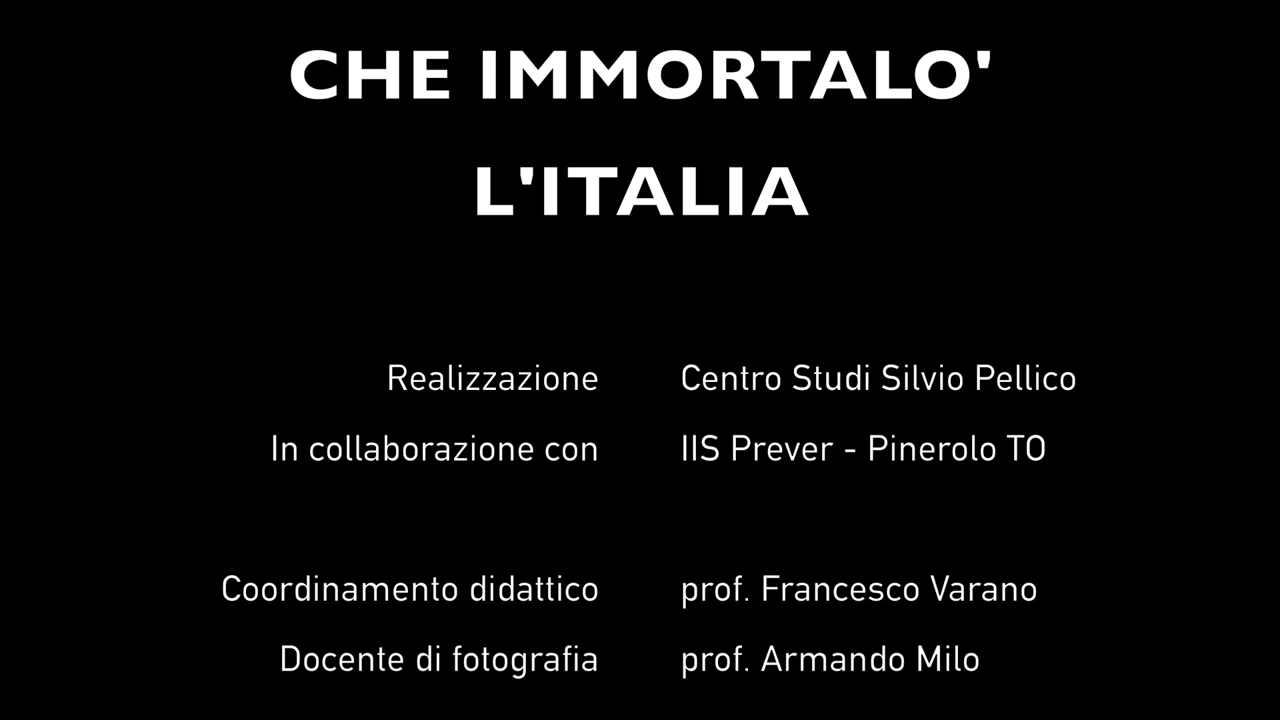 CHE IMMORTALO'
L'ITALIA
Realizzazione Centro Studi Silvio Pellico
In collaborazione con IIS Prever - Pinerolo TO
Coordinamento didattico prof. Francesco Varano
Docente di fotografia prof. Armando Milo